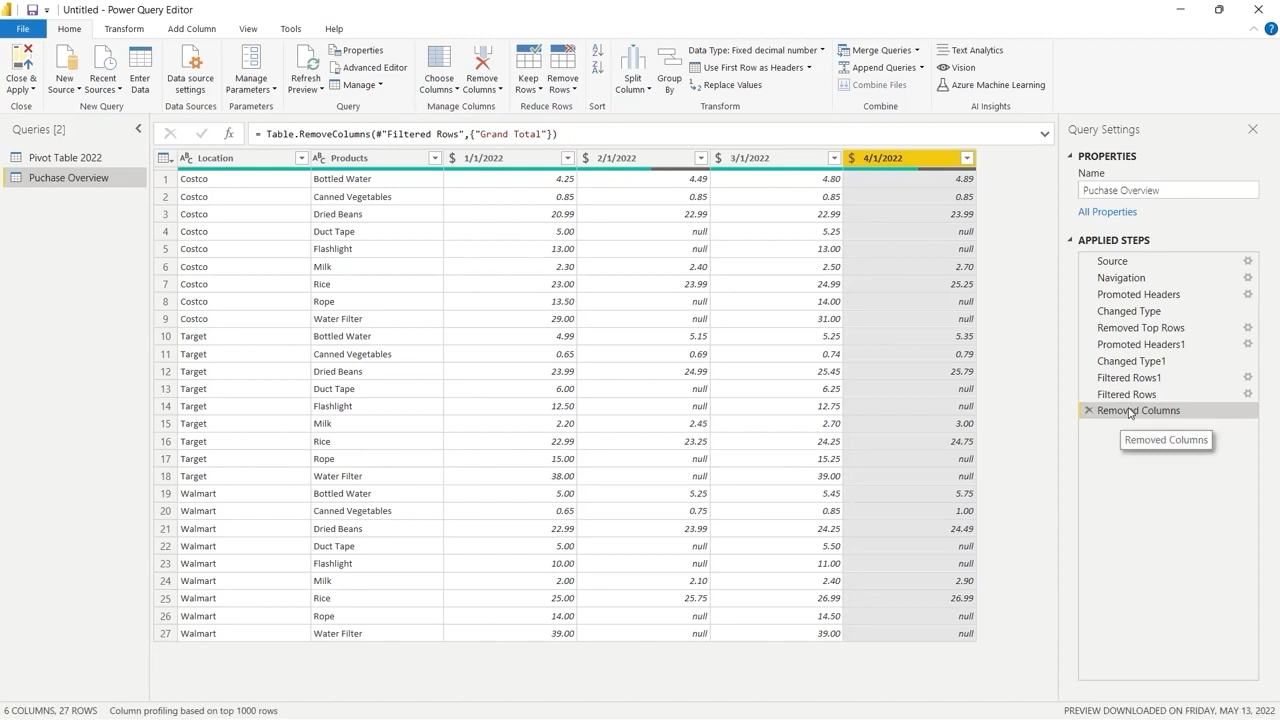 Untitled - Power Query Editor
File Home Transform Add Column View Tools Help
Close & Apply
New Source
Recent Sources
Enter Data
Data source settings
Manage Parameters
Refresh Preview
Properties
Advanced Editor
Manage
Choose Columns
Remove Columns
Keep Rows
Remove Rows
Split Column
Group By
Data Type: Fixed decimal number
Use First Row as Headers
Replace Values
Merge Queries
Append Queries
Combine Files
Text Analytics
Vision
Azure Machine Learning
Close New Query Data Sources Parameters Query Manage Columns Reduce Rows Sort Transform Combine AI Insights
Queries [2]
Pivot Table 2022
Puchase Overview
fx = Table.RemoveColumns(#"Filtered Rows",{"Grand Total"})
ABC Location ABC Products $ 1/1/2022 $ 2/1/2022 $ 3/1/2022 $ 4/1/2022
1 Costco Bottled Water 4.25 4.49 4.80 4.89
2 Costco Canned Vegetables 0.85 0.85 0.85 0.85
3 Costco Dried Beans 20.99 22.99 22.99 23.99
4 Costco Duct Tape 5.00 null 5.25 null
5 Costco Flashlight 13.00 null 13.00 null
6 Costco Milk 2.30 2.40 2.50 2.70
7 Costco Rice 23.00 23.99 24.99 25.25
8 Costco Rope 13.50 null 14.00 null
9 Costco Water Filter 29.00 null 31.00 null
10 Target Bottled Water 4.99 5.15 5.25 5.35
11 Target Canned Vegetables 0.65 0.69 0.74 0.79
12 Target Dried Beans 23.99 24.99 25.45 25.79
13 Target Duct Tape 6.00 null 6.25 null
14 Target Flashlight 12.50 null 12.75 null
15 Target Milk 2.20 2.45 2.70 3.00
16 Target Rice 22.99 23.25 24.25 24.75
17 Target Rope 15.00 null 15.25 null
18 Target Water Filter 38.00 null 39.00 null
19 Walmart Bottled Water 5.00 5.25 5.45 5.75
20 Walmart Canned Vegetables 0.65 0.75 0.85 1.00
21 Walmart Dried Beans 22.99 23.99 24.25 24.49
22 Walmart Duct Tape 5.00 null 5.50 null
23 Walmart Flashlight 10.00 null 11.00 null
24 Walmart Milk 2.00 2.10 2.40 2.90
25 Walmart Rice 25.00 25.75 26.99 26.99
26 Walmart Rope 14.00 null 14.50 null
27 Walmart Water Filter 39.00 null 39.00 null
Query Settings
PROPERTIES
Name
Puchase Overview
All Properties
APPLIED STEPS
Source
Navigation
Promoted Headers
Changed Type
Removed Top Rows
Promoted Headers1
Changed Type1
Filtered Rows1
Filtered Rows
Removed Columns
Removed Columns
6 COLUMNS, 27 ROWS Column profiling based on top 1000 rows PREVIEW DOWNLOADED ON FRIDAY, MAY 13, 2022